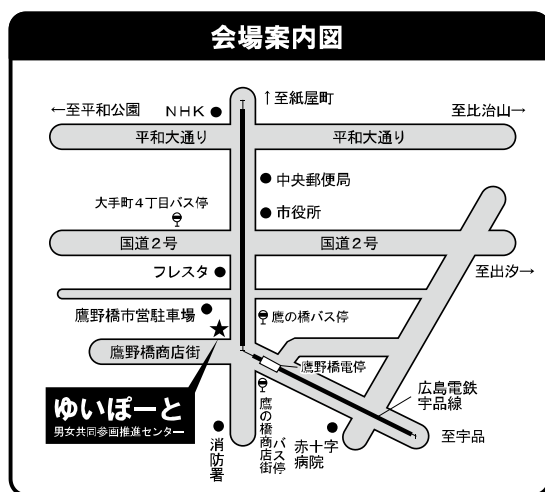 会場案内図
↑至紙屋町
←至平和公園
NHK
至比治山→
平和大通り
平和大通り
中央郵便局
大手町4丁目バス停
市役所
国道2号
国道2号
フレスタ
至出汐→
鷹野橋市営駐車場
鷹の橋バス停
鷹野橋商店街
鷹野橋電停
ゆいぽーと
男女共同参画推進センター
広島電鉄
宇品線
至宇品
消防署
鷹の橋商店街
バス停
赤十字
病院